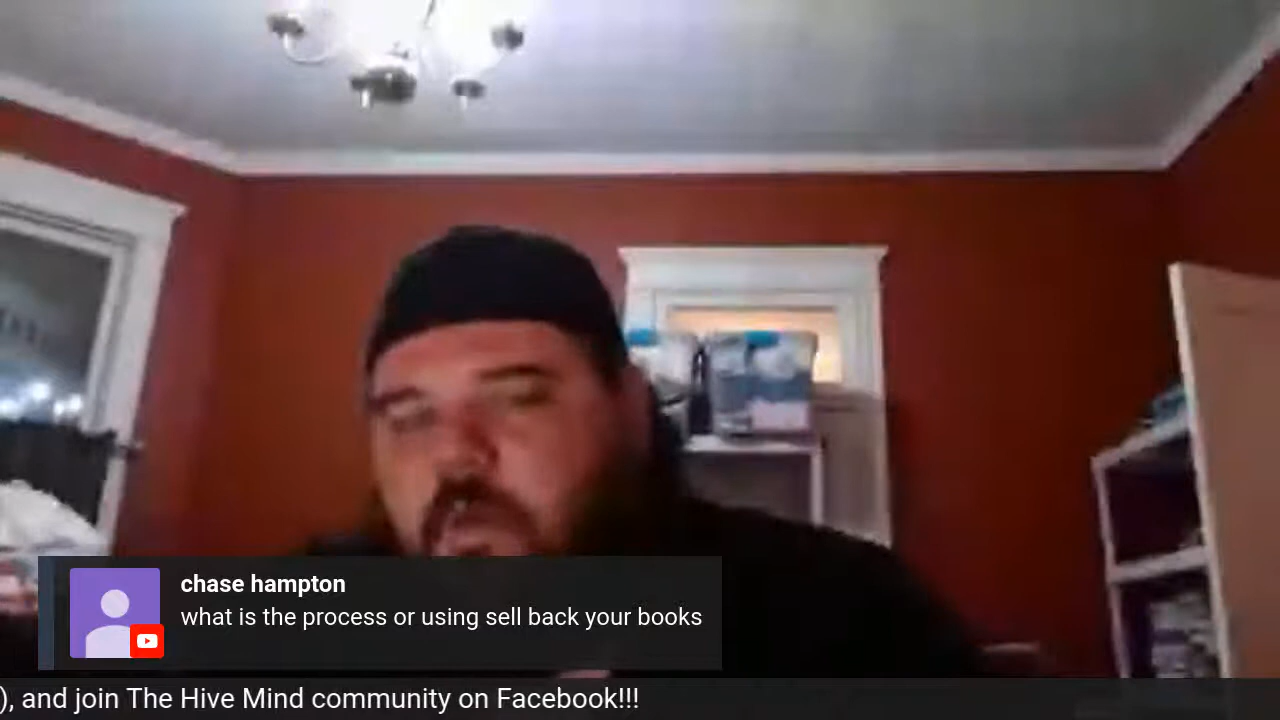 chase hampton
what is the process or using sell back your books
), and join The Hive Mind community on Facebook!!!